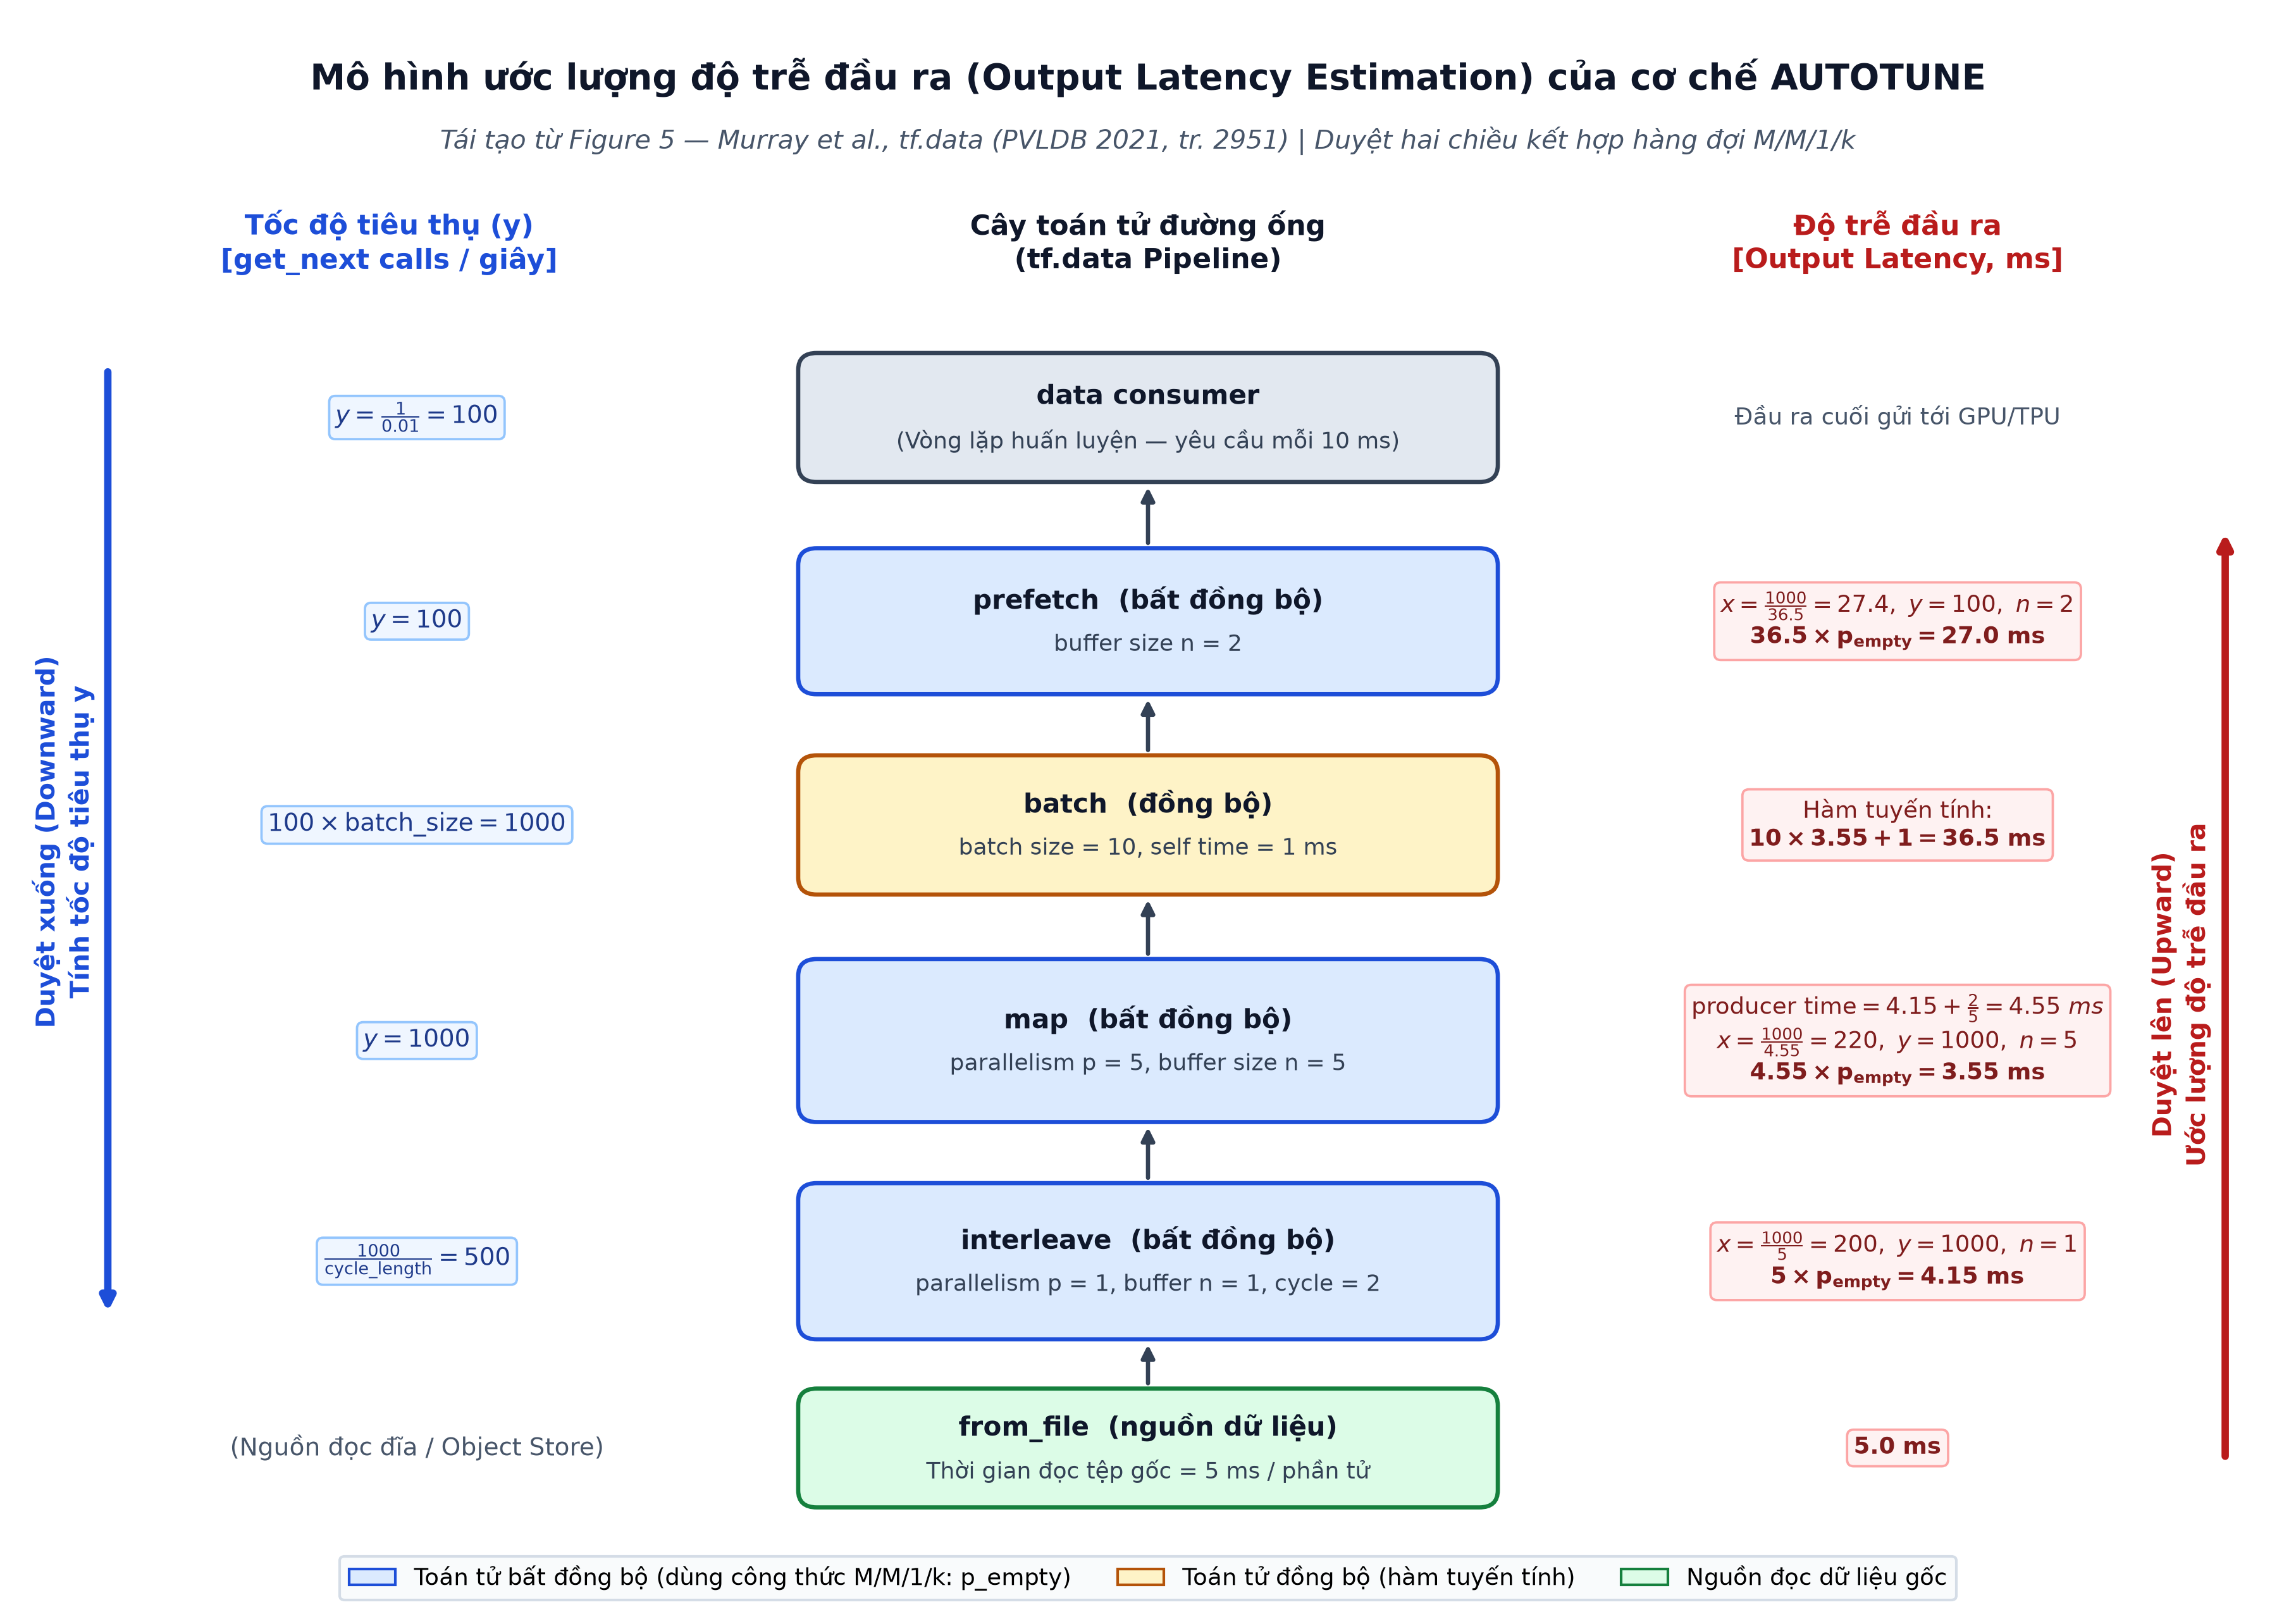 Mô hình ước lượng độ trễ đầu ra (Output Latency Estimation) của cơ chế AUTOTUNE
Tái tạo từ Figure 5 — Murray et al., tf.data (PVLDB 2021, tr. 2951) | Duyệt hai chiều kết hợp hàng đợi M/M/1/k
Tốc độ tiêu thụ (y)
[get_next calls / giây]
Cây toán tử đường ống
(tf.data Pipeline)
Độ trễ đầu ra
[Output Latency, ms]
Duyệt xuống (Downward)
Tính tốc độ tiêu thụ y
y = 1/0.01 = 100
data consumer
(Vòng lặp huấn luyện — yêu cầu mỗi 10 ms)
Đầu ra cuối gửi tới GPU/TPU
y = 100
prefetch (bất đồng bộ)
buffer size n = 2
x = 1000/36.5 = 27.4, y = 100, n = 2
36.5 × p_empty = 27.0 ms
100 × batch_size = 1000
batch (đồng bộ)
batch size = 10, self time = 1 ms
Hàm tuyến tính:
10 × 3.55 + 1 = 36.5 ms
y = 1000
map (bất đồng bộ)
parallelism p = 5, buffer size n = 5
producer time = 4.15 + 2/5 = 4.55 ms
x = 1000/4.55 = 220, y = 1000, n = 5
4.55 × p_empty = 3.55 ms
1000/cycle_length = 500
interleave (bất đồng bộ)
parallelism p = 1, buffer n = 1, cycle = 2
x = 1000/5 = 200, y = 1000, n = 1
5 × p_empty = 4.15 ms
(Nguồn đọc đĩa / Object Store)
from_file (nguồn dữ liệu)
Thời gian đọc tệp gốc = 5 ms / phần tử
5.0 ms
Duyệt lên (Upward)
Ước lượng độ trễ đầu ra
Toán tử bất đồng bộ (dùng công thức M/M/1/k: p_empty)
Toán tử đồng bộ (hàm tuyến tính)
Nguồn đọc dữ liệu gốc